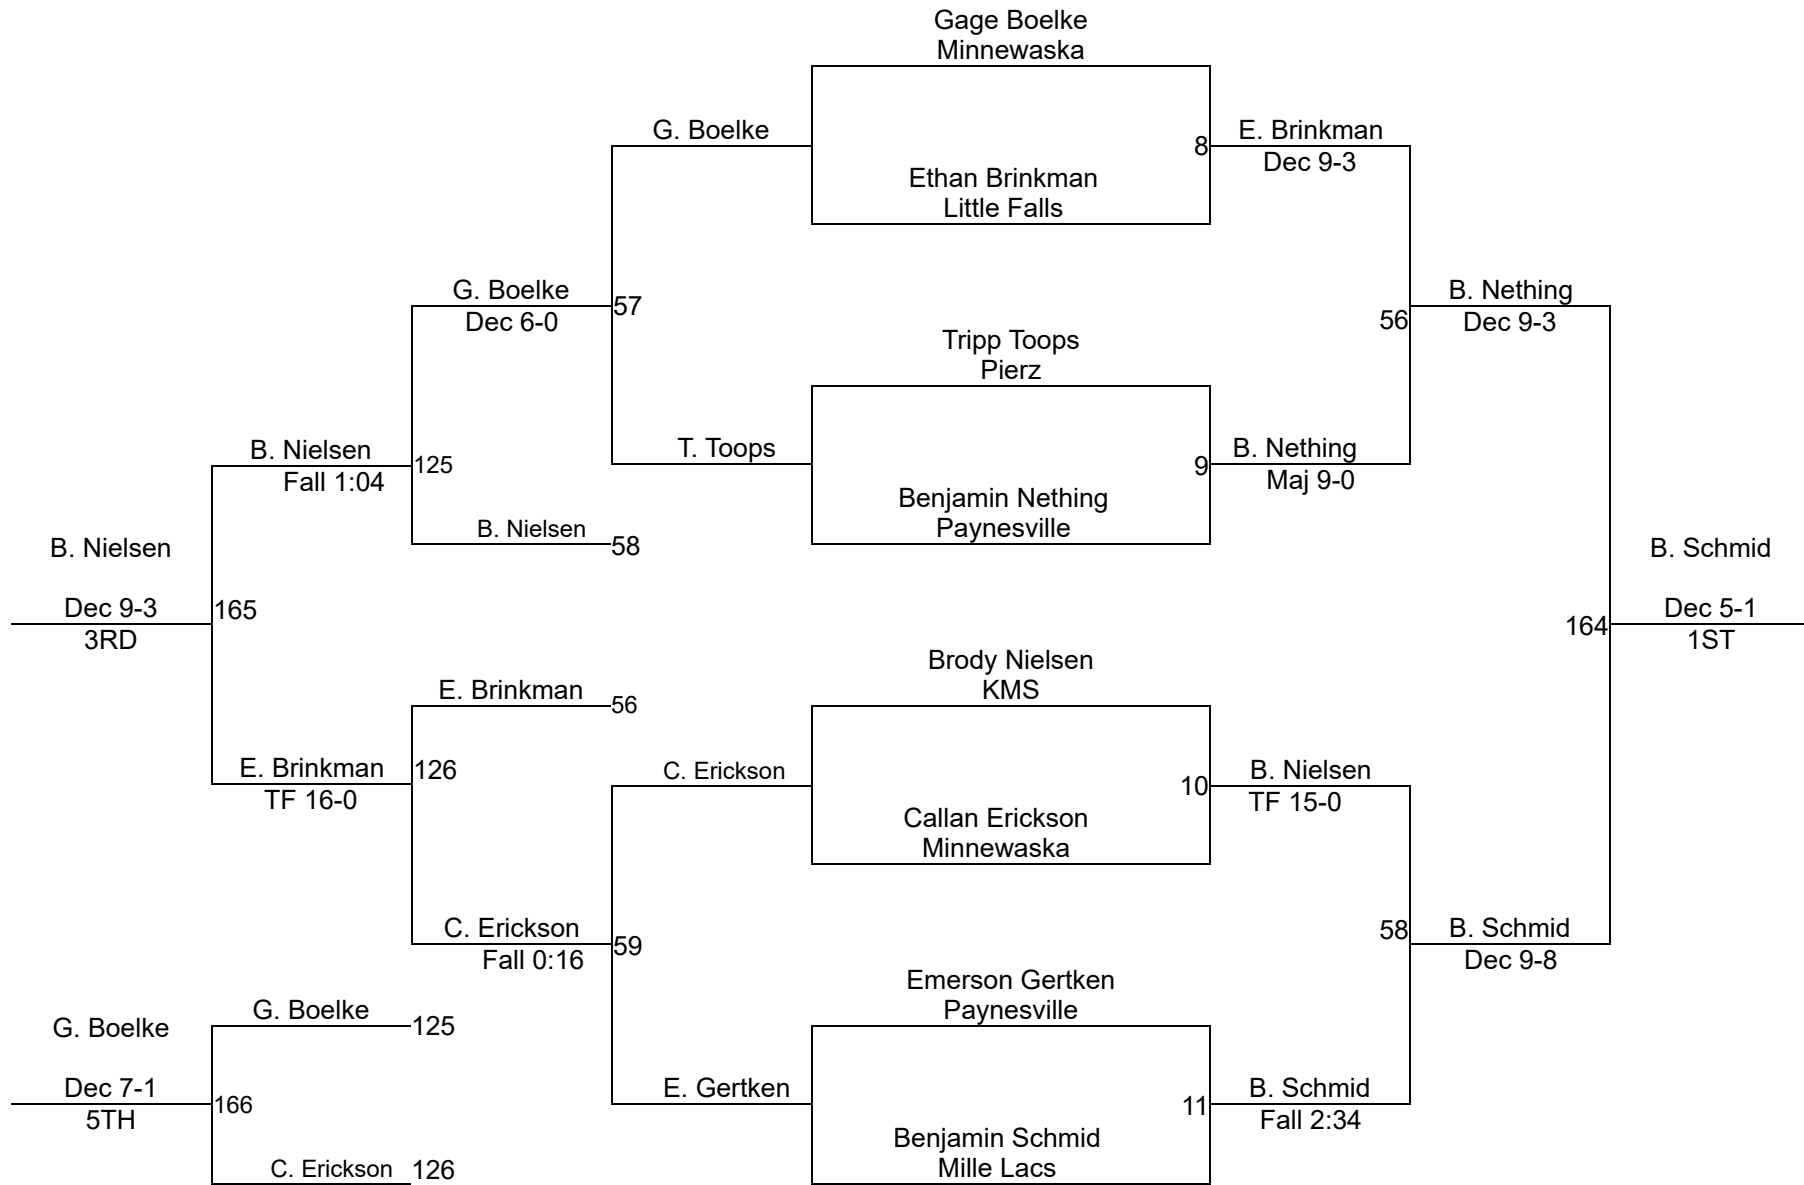 Gage Boelke
Minnewaska
G. Boelke
8
E. Brinkman
Dec 9-3
Ethan Brinkman
Little Falls
G. Boelke
Dec 6-0
57
B. Nething
Dec 9-3
56
Tripp Toops
Pierz
B. Nielsen
Fall 1:04
125
T. Toops
9
B. Nething
Maj 9-0
Benjamin Nething
Paynesville
B. Nielsen
58
B. Nielsen
Dec 9-3
3RD
165
B. Schmid
Dec 5-1
1ST
164
Brody Nielsen
KMS
E. Brinkman
56
E. Brinkman
TF 16-0
126
C. Erickson
10
B. Nielsen
TF 15-0
Callan Erickson
Minnewaska
C. Erickson
Fall 0:16
59
58
B. Schmid
Dec 9-8
Emerson Gertken
Paynesville
G. Boelke
125
G. Boelke
Dec 7-1
5TH
166
E. Gertken
11
B. Schmid
Fall 2:34
Benjamin Schmid
Mille Lacs
C. Erickson
126